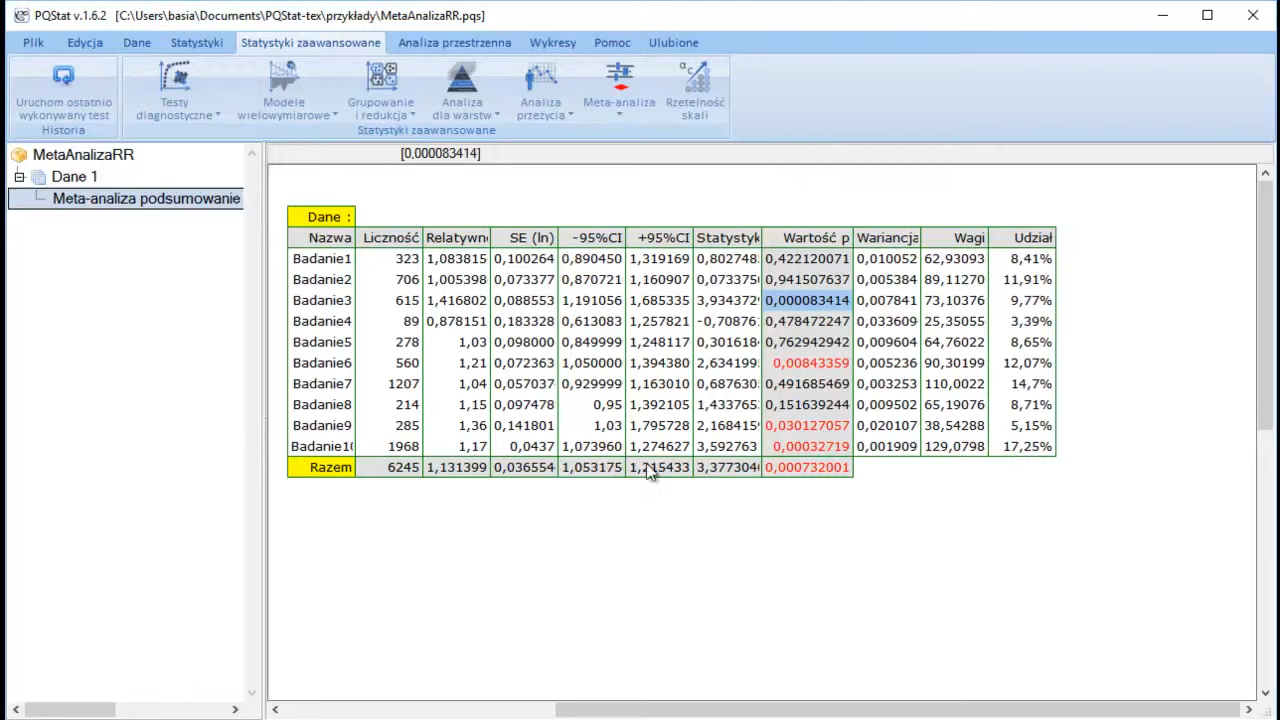 PQStat v.1.6.2 [C:\Users\basia\Documents\PQStat-tex\przykłady\MetaAnalizaRR.pqs]
Plik Edycja Dane Statystyki Statystyki zaawansowane Analiza przestrzenna Wykresy Pomoc Ulubione
Uruchom ostatnio wykonywany test
Historia
Testy diagnostyczne
Modele wielowymiarowe
Grupowanie i redukcja
Analiza dla warstw
Analiza przeżycia
Meta-analiza
Rzetelność skali
Statystyki zaawansowane
MetaAnalizaRR
Dane 1
Meta-analiza podsumowanie
[0,000083414]
Dane :
Nazwa Liczność Relatywn SE (ln) -95%CI +95%CI Statystyk Wartość p Wariancja Wagi Udział
Badanie1 323 1,083815 0,100264 0,890450 1,319169 0,802748 0,422120071 0,010052 62,93093 8,41%
Badanie2 706 1,005398 0,073377 0,870721 1,160907 0,073375 0,941507637 0,005384 89,11270 11,91%
Badanie3 615 1,416802 0,088553 1,191056 1,685335 3,934372 0,000083414 0,007841 73,10376 9,77%
Badanie4 89 0,878151 0,183328 0,613083 1,257821 -0,70876 0,478472247 0,033609 25,35055 3,39%
Badanie5 278 1,03 0,098000 0,849999 1,248117 0,301618 0,762942942 0,009604 64,76022 8,65%
Badanie6 560 1,21 0,072363 1,050000 1,394380 2,634199 0,00843359 0,005236 90,30199 12,07%
Badanie7 1207 1,04 0,057037 0,929999 1,163010 0,687630 0,491685469 0,003253 110,0022 14,7%
Badanie8 214 1,15 0,097478 0,95 1,392105 1,433765 0,151639244 0,009502 65,19076 8,71%
Badanie9 285 1,36 0,141801 1,03 1,795728 2,168415 0,030127057 0,020107 38,54288 5,15%
Badanie1 1968 1,17 0,0437 1,073960 1,274627 3,592763 0,00032719 0,001909 129,0798 17,25%
Razem 6245 1,131399 0,036554 1,053175 1,215433 3,377304 0,000732001